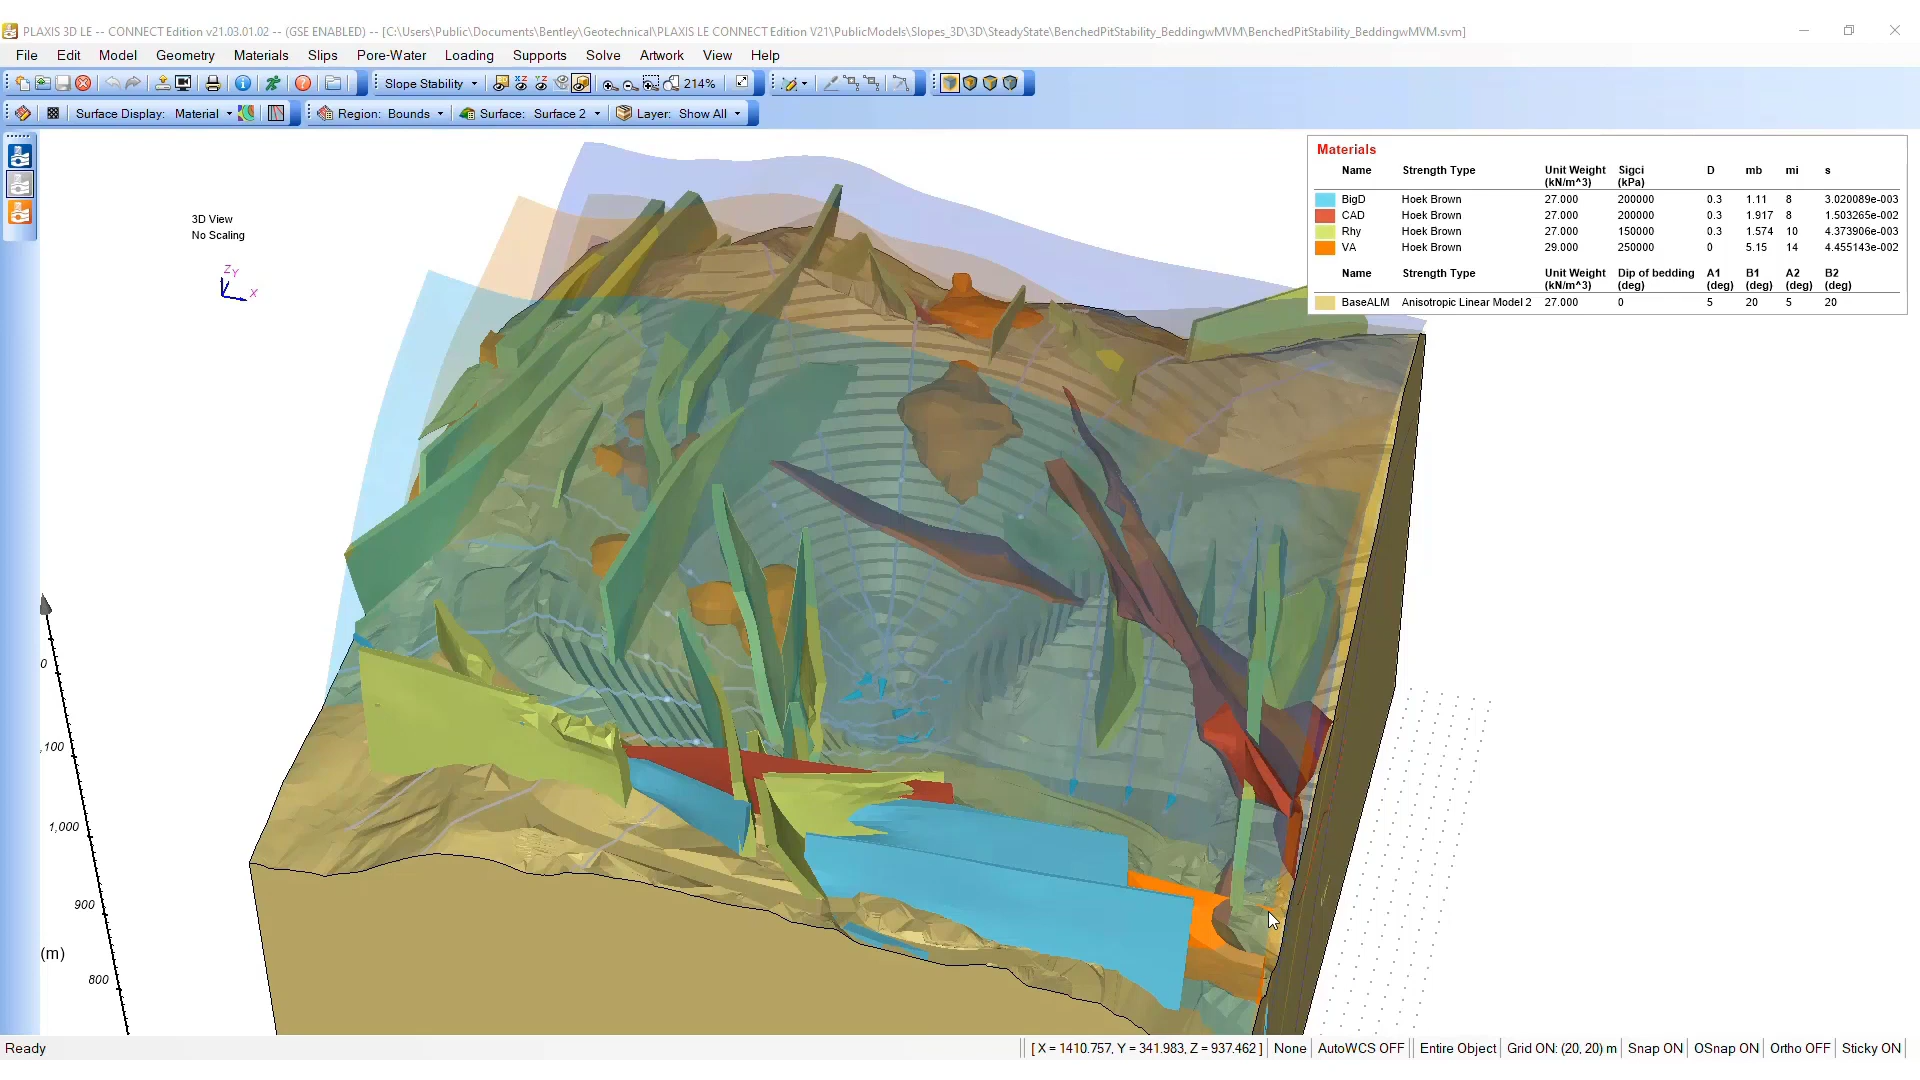 PLAXIS 3D LE -- CONNECT Edition v21.03.01.02 -- (GSE ENABLED) -- [C:\Users\Public\Documents\Bentley\Geotechnical\PLAXIS LE CONNECT Edition V21\PublicModels\Slopes_3D\3D\SteadyState\BenchedPitStability_BeddingwMVM\BenchedPitStability_BeddingwMVM.svm]
File Edit Model Geometry Materials Slips Pore-Water Loading Supports Solve Artwork View Help
Slope Stability XZ YZ 214%
Surface Display: Material Region: Bounds Surface: Surface 2 Layer: Show All
3D View
No Scaling
Z Y X
Materials
Name Strength Type Unit Weight (kN/m^3) Sigci (kPa) D mb mi s
BigD Hoek Brown 27.000 200000 0.3 1.11 8 3.020089e-003
CAD Hoek Brown 27.000 200000 0.3 1.917 8 1.503265e-002
Rhy Hoek Brown 27.000 150000 0.3 1.574 10 4.373906e-003
VA Hoek Brown 29.000 250000 0 5.15 14 4.455143e-002
Name Strength Type Unit Weight (kN/m^3) Dip of bedding (deg) A1 (deg) B1 (deg) A2 (deg) B2 (deg)
BaseALM Anisotropic Linear Model 2 27.000 0 5 20 5 20
0
,100
1,000
900
(m)
800
Ready [ X = 1410.757, Y = 341.983, Z = 937.462 ] None AutoWCS OFF Entire Object Grid ON: (20, 20) m Snap ON OSnap ON Ortho OFF Sticky ON